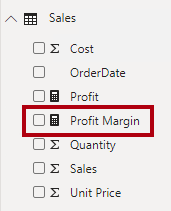 Sales
Cost
OrderDate
Profit
Profit Margin
Quantity
Sales
Unit Price